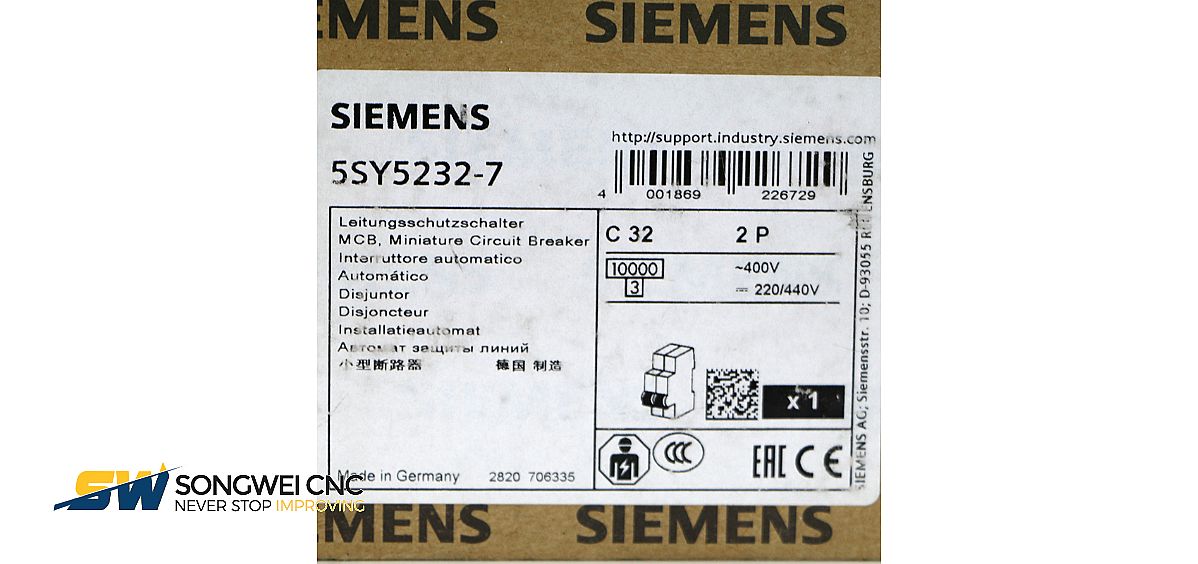 SIEMENS
SIEMENS
SIEMENS
http://support.industry.siemens.com
5SY5232-7
4 001869 226729
Leitungsschutzschalter
MCB, Miniature Circuit Breaker
Interruttore automatico
Automático
Disjuntor
Disjoncteur
Installatieautomat
Автомат защиты линий
小型断路器 德国 制造
C 32 2 P
10000 ~400V
3 220/440V
x 1
CCC
EAC CE
Made in Germany 2820 706335
SIEMENS AG; Siemensstr. 10; D-93055
SW SONGWEI CNC
NEVER STOP IMPROVING
SIEMENS
SIEMENS